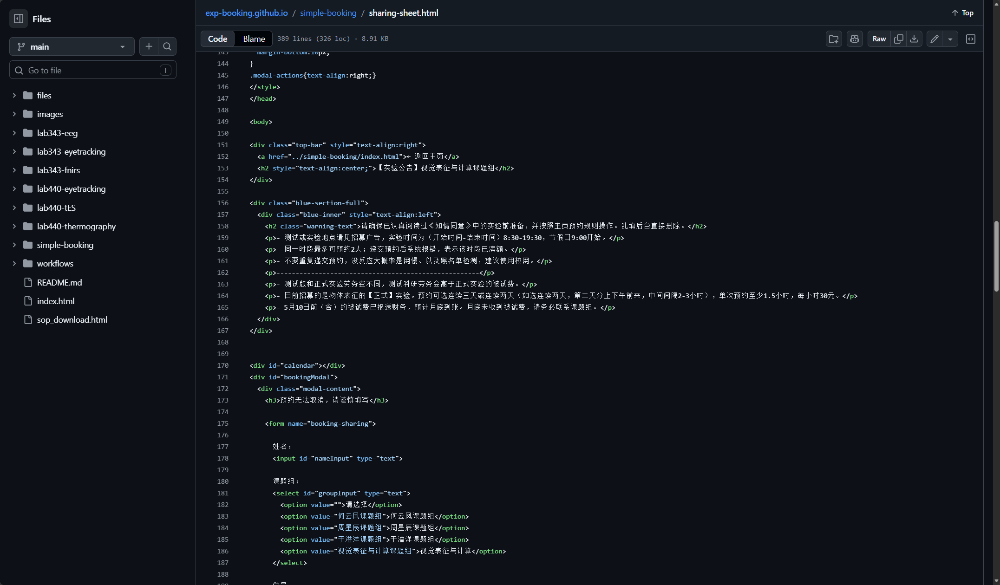 Files
main
Go to file
T
files
images
lab343-eeg
lab343-eyetracking
lab343-fnirs
lab440-eyetracking
lab440-tES
lab440-thermography
simple-booking
workflows
README.md
index.html
sop_download.html
exp-booking.github.io / simple-booking / sharing-sheet.html
Top
Code Blame 389 lines (326 loc) · 8.91 KB
Raw
143 margin-bottom:10px;
144 }
145 .modal-actions{text-align:right;}
146 </style>
147 </head>
148
149 <body>
150
151 <div class="top-bar" style="text-align:right">
152 <a href="../simple-booking/index.html">← 返回主页</a>
153 <h2 style="text-align:center;">【实验公告】视觉表征与计算课题组</h2>
154 </div>
155
156 <div class="blue-section-full">
157 <div class="blue-inner" style="text-align:left">
158 <h2 class="warning-text">请确保已认真阅读过《知情同意》中的实验前准备，并按照主页预约规则操作。乱填后台直接删除。</h2>
159 <p>- 测试或实验地点请见招募广告，实验时间为（开始时间-结束时间）8:30-19:30，节假日9:00开始。</p>
160 <p>- 同一时段最多可预约2人；递交预约后系统报错，表示该时段已满额。</p>
161 <p>- 不要重复递交预约，没反应大概率是网慢、以及黑名单检测，建议使用校网。</p>
162 <p>-----------------------------------------------------</p>
163 <p>- 测试版和正式实验劳务费不同，测试科研劳务会高于正式实验的被试费。</p>
164 <p>- 目前招募的是物体表征的【正式】实验。预约可选连续三天或连续两天（如选连续两天，第二天分上下午前来，中间间隔2-3小时），单次预约至少1.5小时，每小时30元。</p>
165 <p>- 5月10日前（含）的被试费已报送财务，预计月底到账。月底未收到被试费，请务必联系课题组。</p>
166 </div>
167 </div>
168
169
170 <div id="calendar"></div>
171 <div id="bookingModal">
172 <div class="modal-content">
173 <h3>预约无法取消，请谨慎填写</h3>
174
175 <form name="booking-sharing">
176
177 姓名：
178 <input id="nameInput" type="text">
179
180 课题组：
181 <select id="groupInput" type="text">
182 <option value="">请选择</option>
183 <option value="何云凤课题组">何云凤课题组</option>
184 <option value="周星辰课题组">周星辰课题组</option>
185 <option value="于溢洋课题组">于溢洋课题组</option>
186 <option value="视觉表征与计算课题组">视觉表征与计算</option>
187 </select>
188